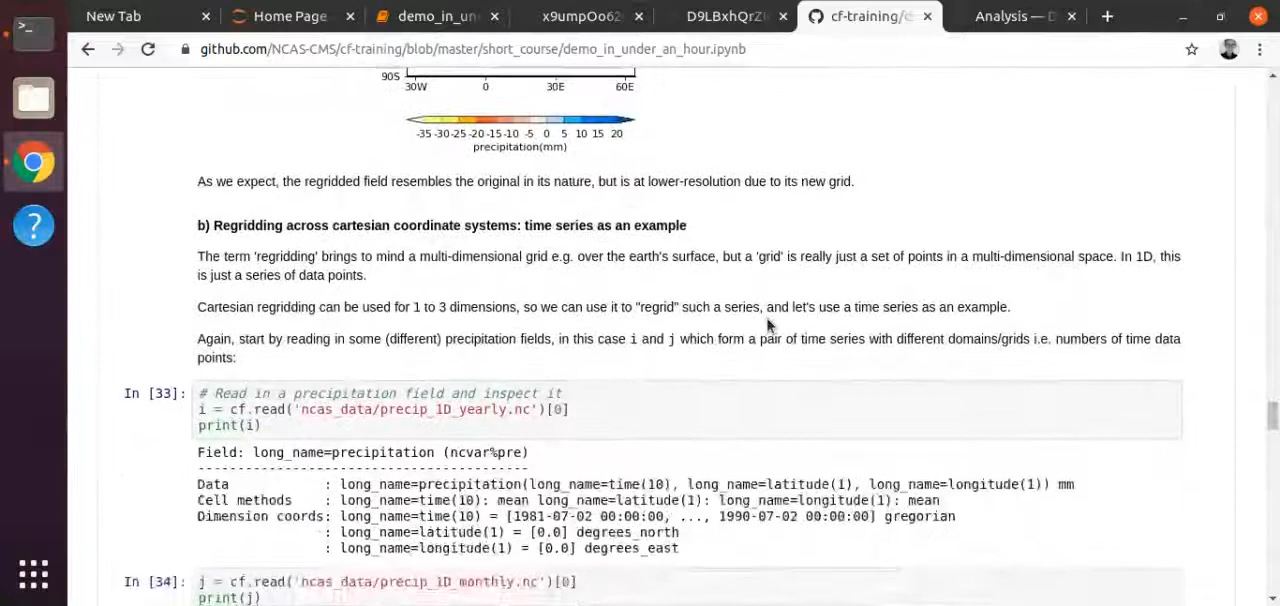 New Tab
Home Page
demo_in_un
x9umpOo62
D9LBxhQrZ
cf-training/
Analysis — D
github.com/NCAS-CMS/cf-training/blob/master/short_course/demo_in_under_an_hour.ipynb
90S
30W 0 30E 60E
-35 -30 -25 -20 -15 -10 -5 0 5 10 15 20
precipitation(mm)
As we expect, the regridded field resembles the original in its nature, but is at lower-resolution due to its new grid.
b) Regridding across cartesian coordinate systems: time series as an example
The term 'regridding' brings to mind a multi-dimensional grid e.g. over the earth's surface, but a 'grid' is really just a set of points in a multi-dimensional space. In 1D, this
is just a series of data points.
Cartesian regridding can be used for 1 to 3 dimensions, so we can use it to "regrid" such a series, and let's use a time series as an example.
Again, start by reading in some (different) precipitation fields, in this case i and j which form a pair of time series with different domains/grids i.e. numbers of time data
points:
In [33]: # Read in a precipitation field and inspect it
i = cf.read('ncas_data/precip_1D_yearly.nc')[0]
print(i)
Field: long_name=precipitation (ncvar%pre)
-----------------------------------------
Data : long_name=precipitation(long_name=time(10), long_name=latitude(1), long_name=longitude(1)) mm
Cell methods : long_name=time(10): mean long_name=latitude(1): long_name=longitude(1): mean
Dimension coords: long_name=time(10) = [1981-07-02 00:00:00, ..., 1990-07-02 00:00:00] gregorian
: long_name=latitude(1) = [0.0] degrees_north
: long_name=longitude(1) = [0.0] degrees_east
In [34]: j = cf.read('ncas_data/precip_1D_monthly.nc')[0]
print(j)